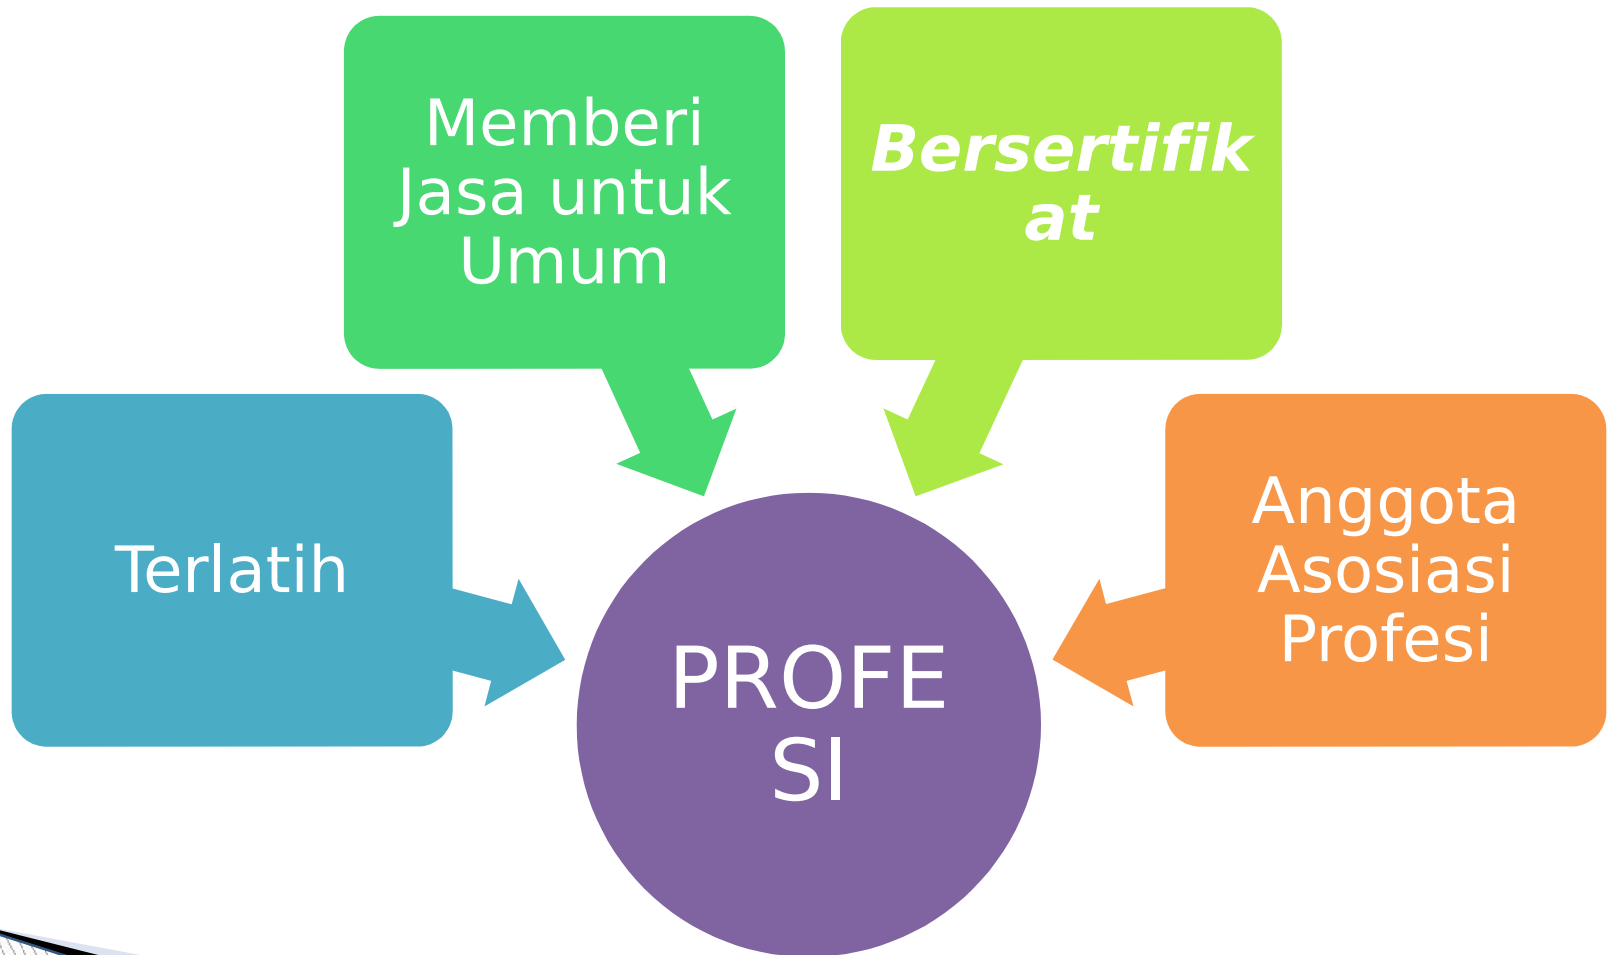 Memberi
Jasa untuk
Umum
Bersertifik
at
Terlatih
Anggota
Asosiasi
Profesi
PROFE
SI